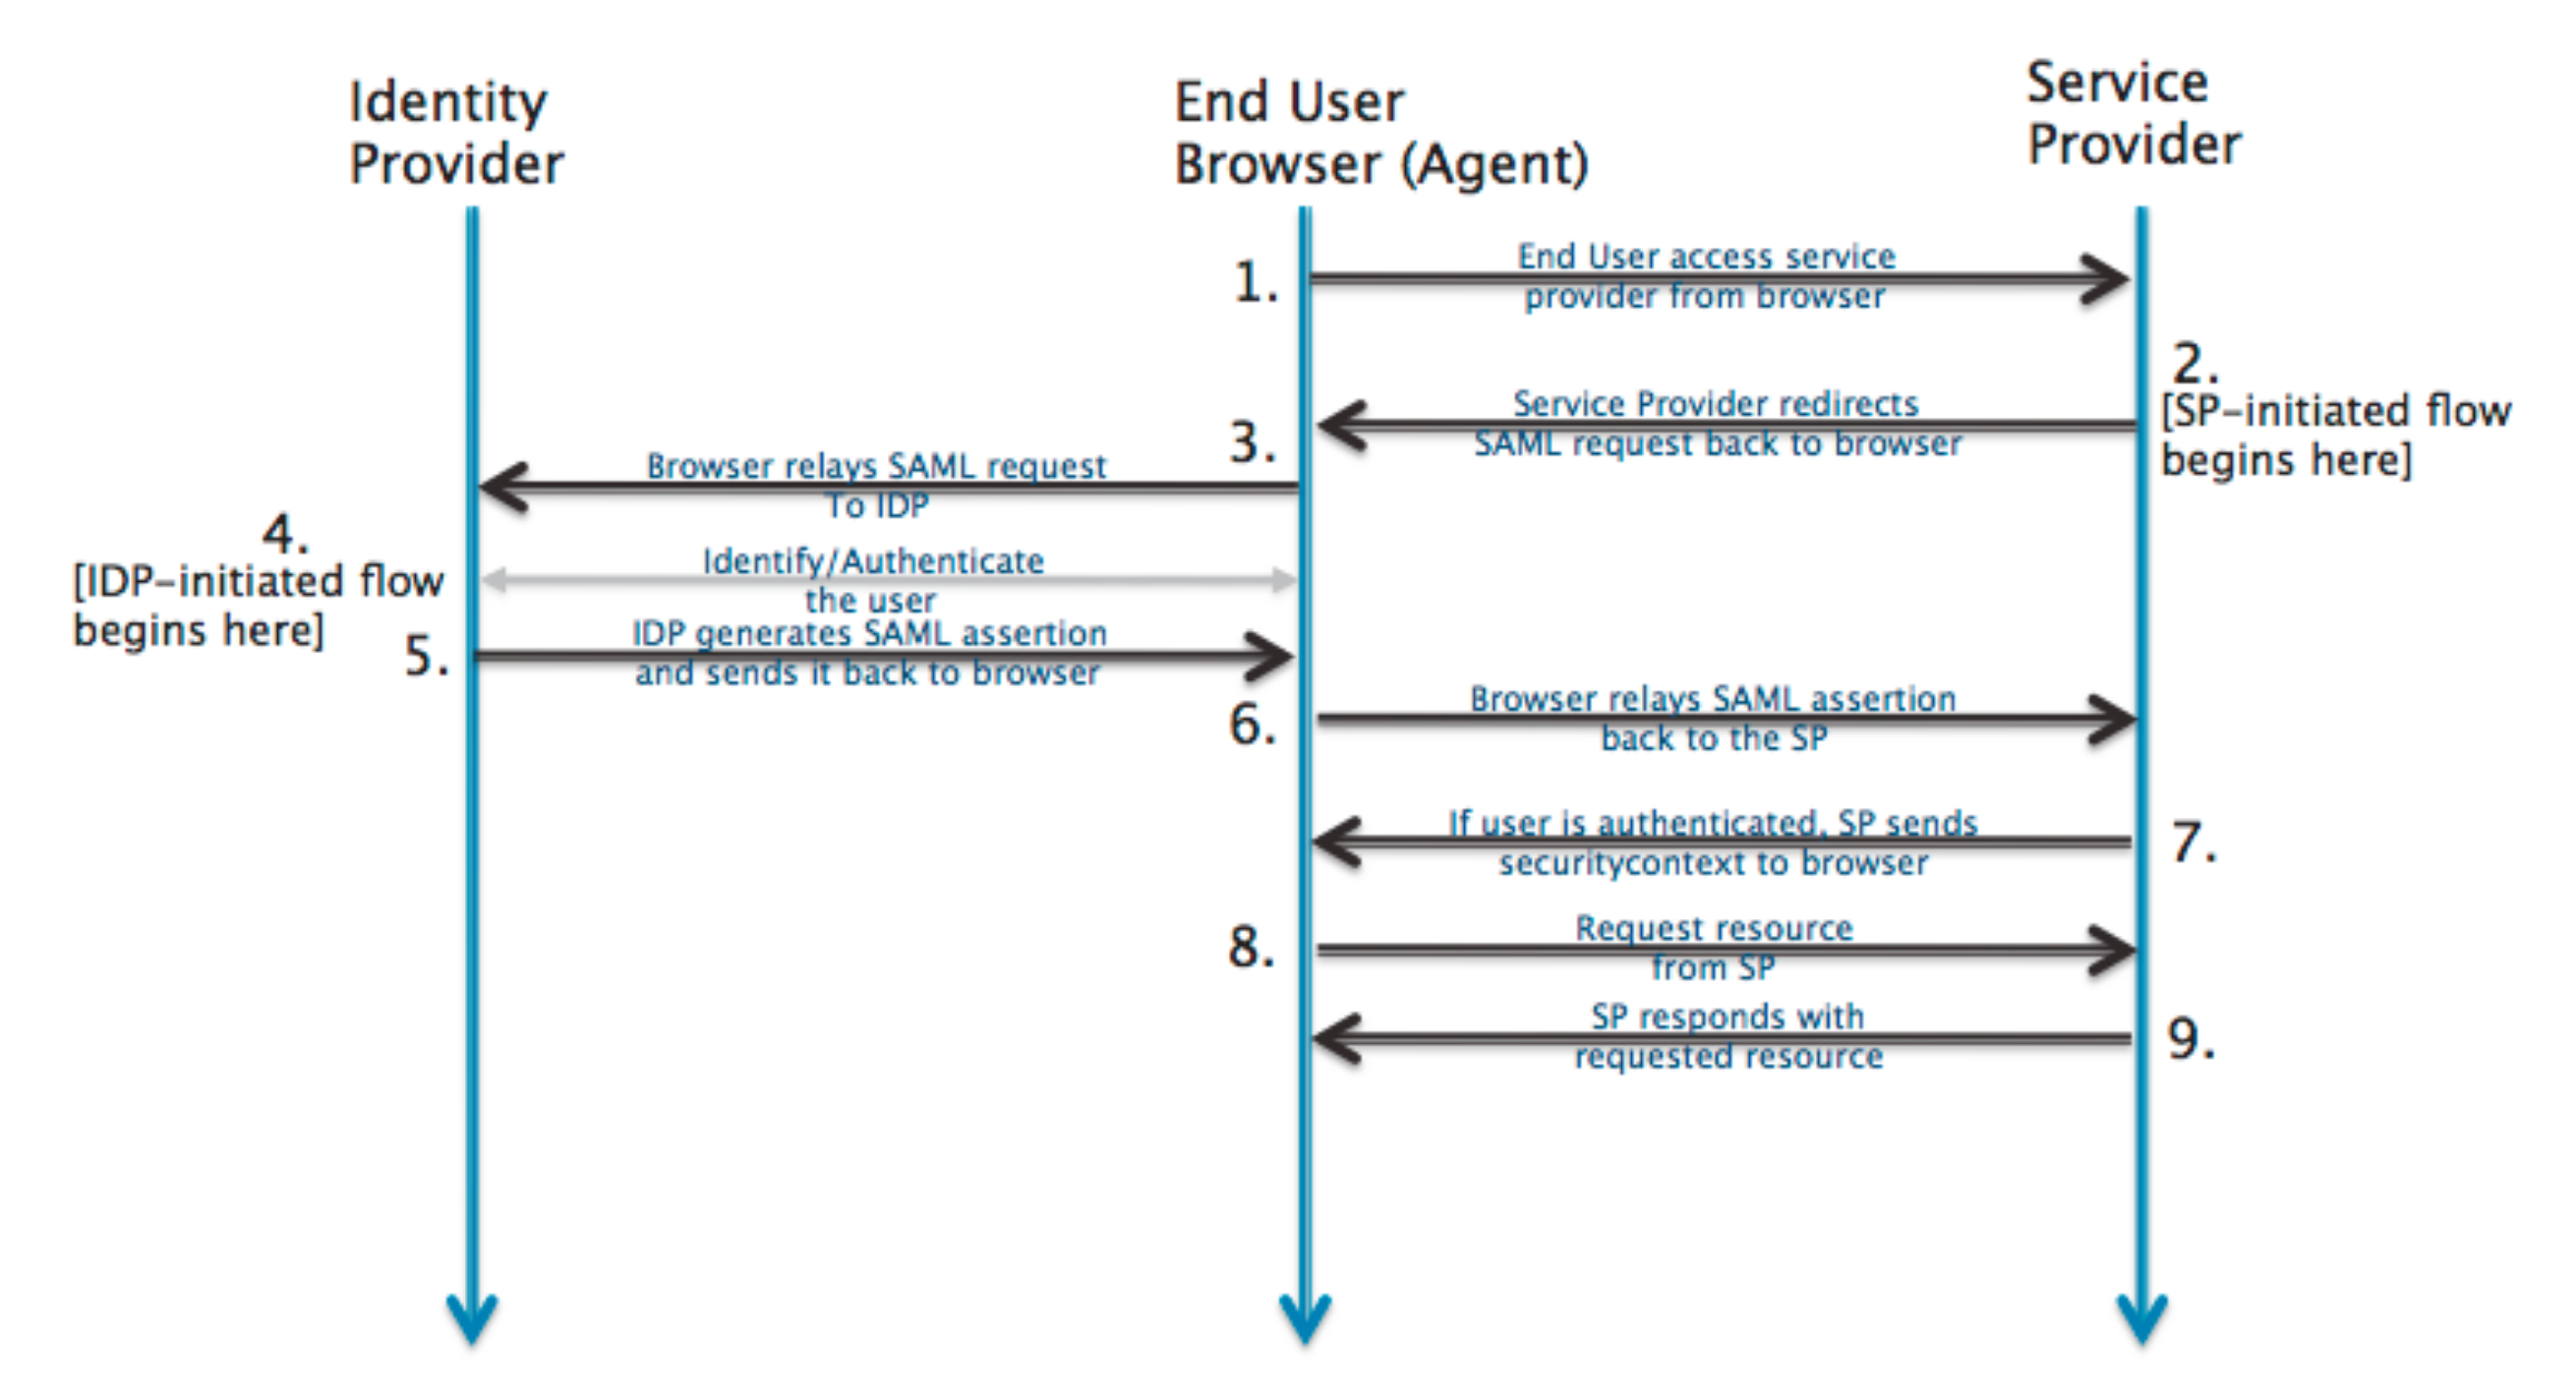 Identity
Provider
End User
Browser (Agent)
Service
Provider
1.
End User access service
provider from browser
2.
[SP-initiated flow
begins here]
Service Provider redirects
SAML request back to browser
3.
Browser relays SAML request
To IDP
4.
[IDP-initiated flow
begins here]
Identify/Authenticate
the user
5.
IDP generates SAML assertion
and sends it back to browser
6.
Browser relays SAML assertion
back to the SP
If user is authenticated, SP sends
securitycontext to browser
7.
8.
Request resource
from SP
SP responds with
requested resource
9.